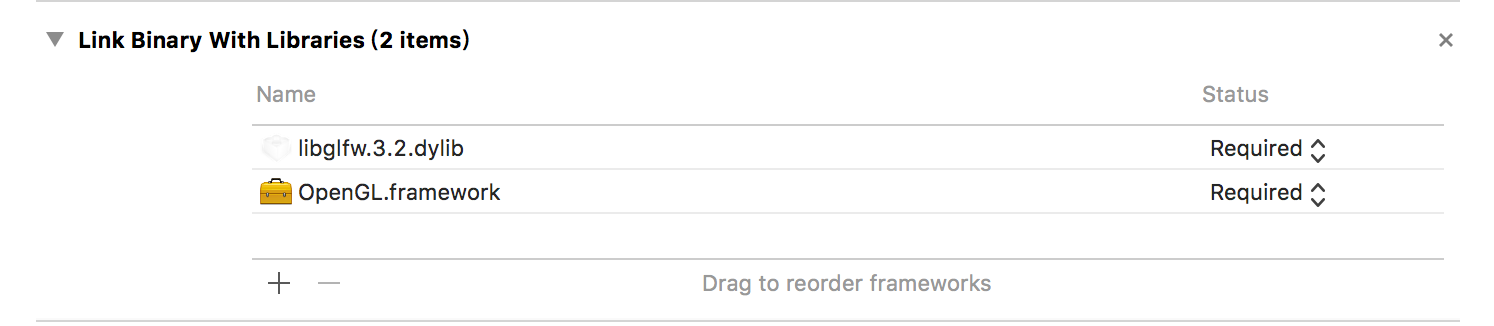 Link Binary With Libraries (2 items)
Name Status
libglfw.3.2.dylib Required
OpenGL.framework Required
Drag to reorder frameworks